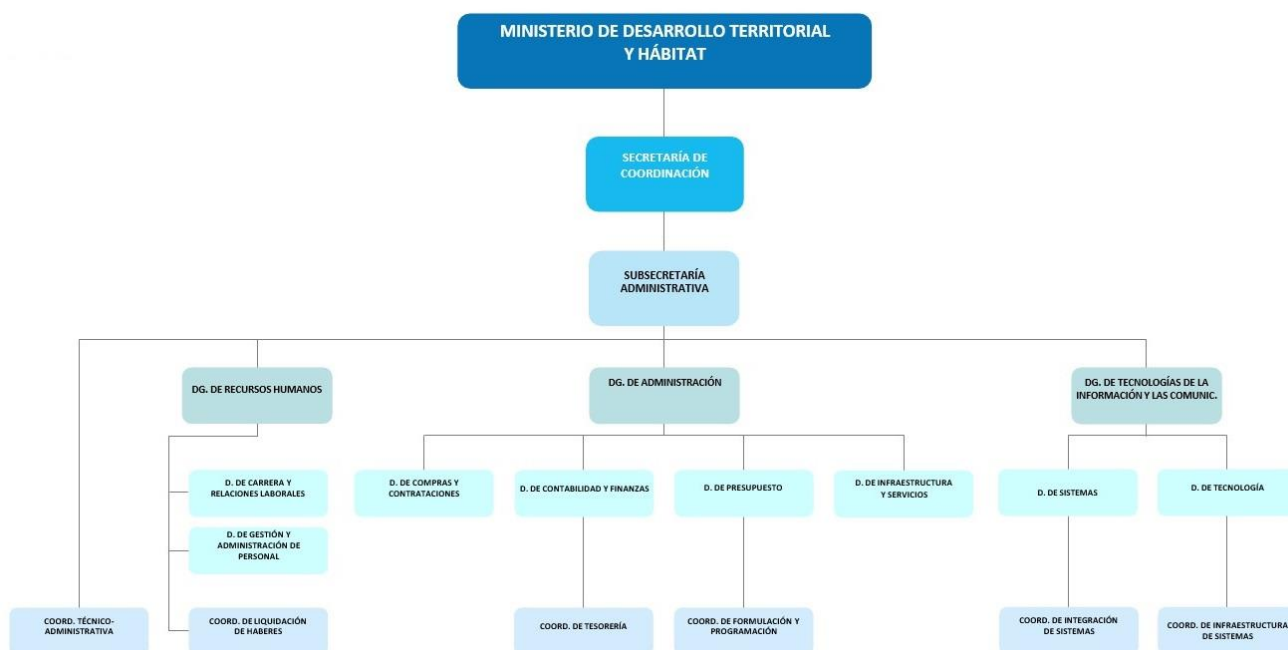 MINISTERIO DE DESARROLLO TERRITORIAL
Y HÁBITAT
SECRETARÍA DE
COORDINACIÓN
SUBSECRETARÍA
ADMINISTRATIVA
DG. DE RECURSOS HUMANOS
DG. DE ADMINISTRACIÓN
DG. DE TECNOLOGÍAS DE LA
INFORMACIÓN Y LAS COMUNIC.
D. DE CARRERA Y
RELACIONES LABORALES
D. DE GESTIÓN Y
ADMINISTRACIÓN DE
PERSONAL
D. DE COMPRAS Y
CONTRATACIONES
D. DE CONTABILIDAD Y FINANZAS
D. DE PRESUPUESTO
D. DE INFRAESTRUCTURA
Y SERVICIOS
D. DE SISTEMAS
D. DE TECNOLOGÍA
COORD. TÉCNICO-
ADMINISTRATIVA
COORD. DE LIQUIDACIÓN
DE HABERES
COORD. DE TESORERÍA
COORD. DE FORMULACIÓN Y
PROGRAMACIÓN
COORD. DE INTEGRACIÓN
DE SISTEMAS
COORD. DE INFRAESTRUCTURA
DE SISTEMAS